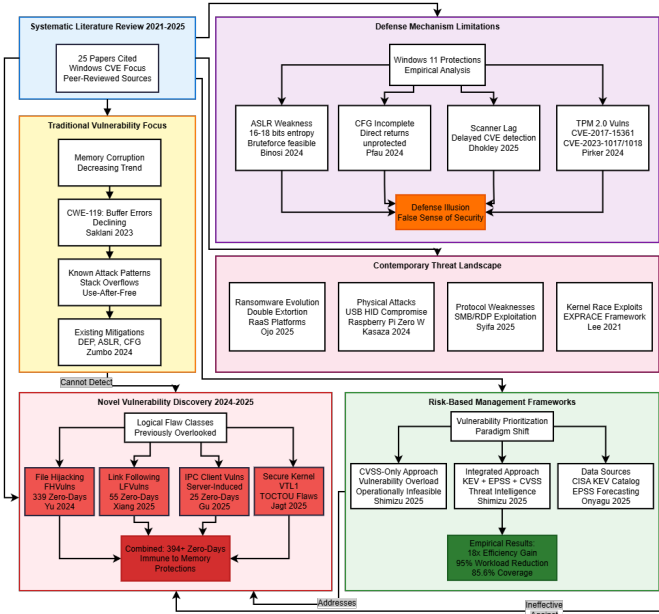 Systematic Literature Review 2021-2025
25 Papers Cited
Windows CVE Focus
Peer-Reviewed Sources
Defense Mechanism Limitations
Windows 11 Protections
Empirical Analysis
ASLR Weakness
16-18 bits entropy
Bruteforce feasible
Binosi 2024
CFG Incomplete
Direct returns
unprotected
Pfau 2024
Scanner Lag
Delayed CVE detection
Dhokley 2025
TPM 2.0 Vulns
CVE-2017-15361
CVE-2023-1017/1018
Pirker 2024
Defense Illusion
False Sense of Security
Traditional Vulnerability Focus
Memory Corruption
Decreasing Trend
CWE-119: Buffer Errors
Declining
Saklani 2023
Known Attack Patterns
Stack Overflows
Use-After-Free
Existing Mitigations
DEP, ASLR, CFG
Zumbo 2024
Contemporary Threat Landscape
Ransomware Evolution
Double Extortion
RaaS Platforms
Ojo 2025
Physical Attacks
USB HID Compromise
Raspberry Pi Zero W
Kasaza 2024
Protocol Weaknesses
SMB/RDP Exploitation
Syifa 2025
Kernel Race Exploits
EXPRACE Framework
Lee 2021
Cannot Detect
Novel Vulnerability Discovery 2024-2025
Logical Flaw Classes
Previously Overlooked
File Hijacking
FHVulns
339 Zero-Days
Yu 2024
Link Following
LFVulns
55 Zero-Days
Xiang 2025
IPC Client Vulns
Server-Induced
25 Zero-Days
Gu 2025
Secure Kernel
VTL1
TOCTOU Flaws
Jagt 2025
Combined: 394+ Zero-Days
Immune to Memory
Protections
Risk-Based Management Frameworks
Vulnerability Prioritization
Paradigm Shift
CVSS-Only Approach
Vulnerability Overload
Operationally Infeasible
Shimizu 2025
Integrated Approach
KEV + EPSS + CVSS
Threat Intelligence
Shimizu 2025
Data Sources
CISA KEV Catalog
EPSS Forecasting
Onyagu 2025
Empirical Results:
18x Efficiency Gain
95% Workload Reduction
85.6% Coverage
Addresses
Ineffective